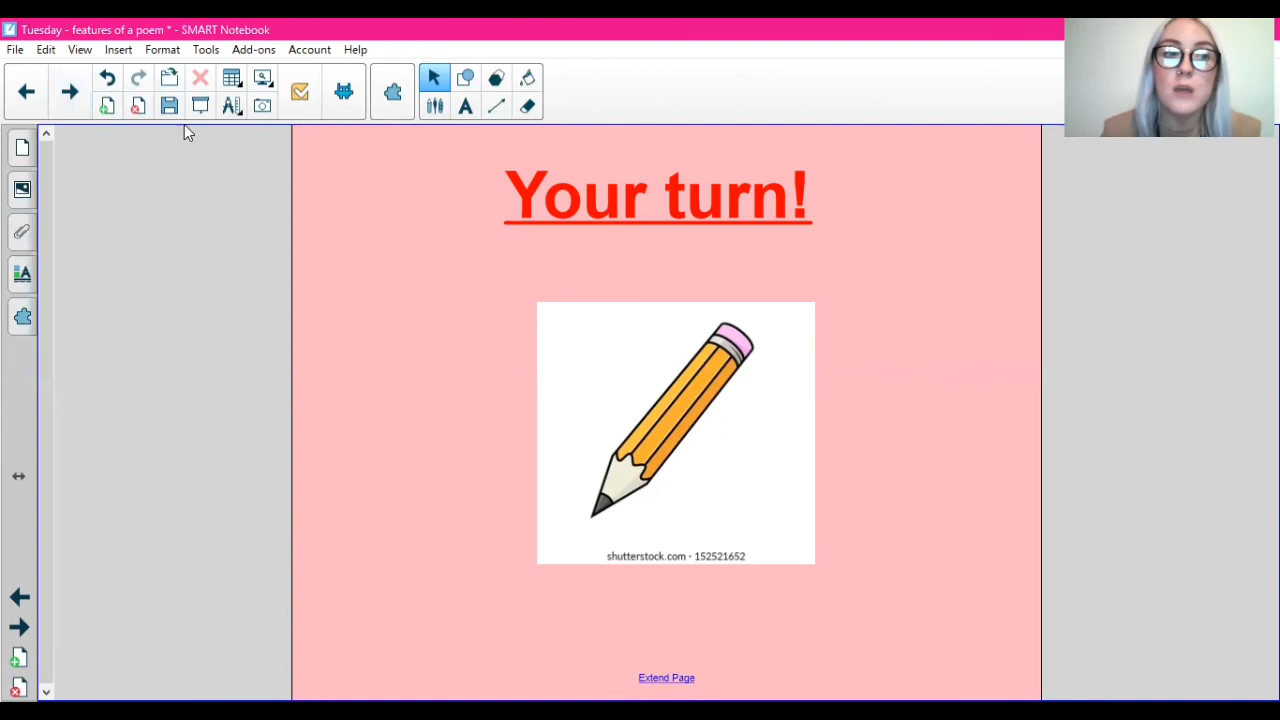 Tuesday - features of a poem * - SMART Notebook
File Edit View Insert Format Tools Add-ons Account Help
Your turn!
shutterstock.com · 152521652
Extend Page